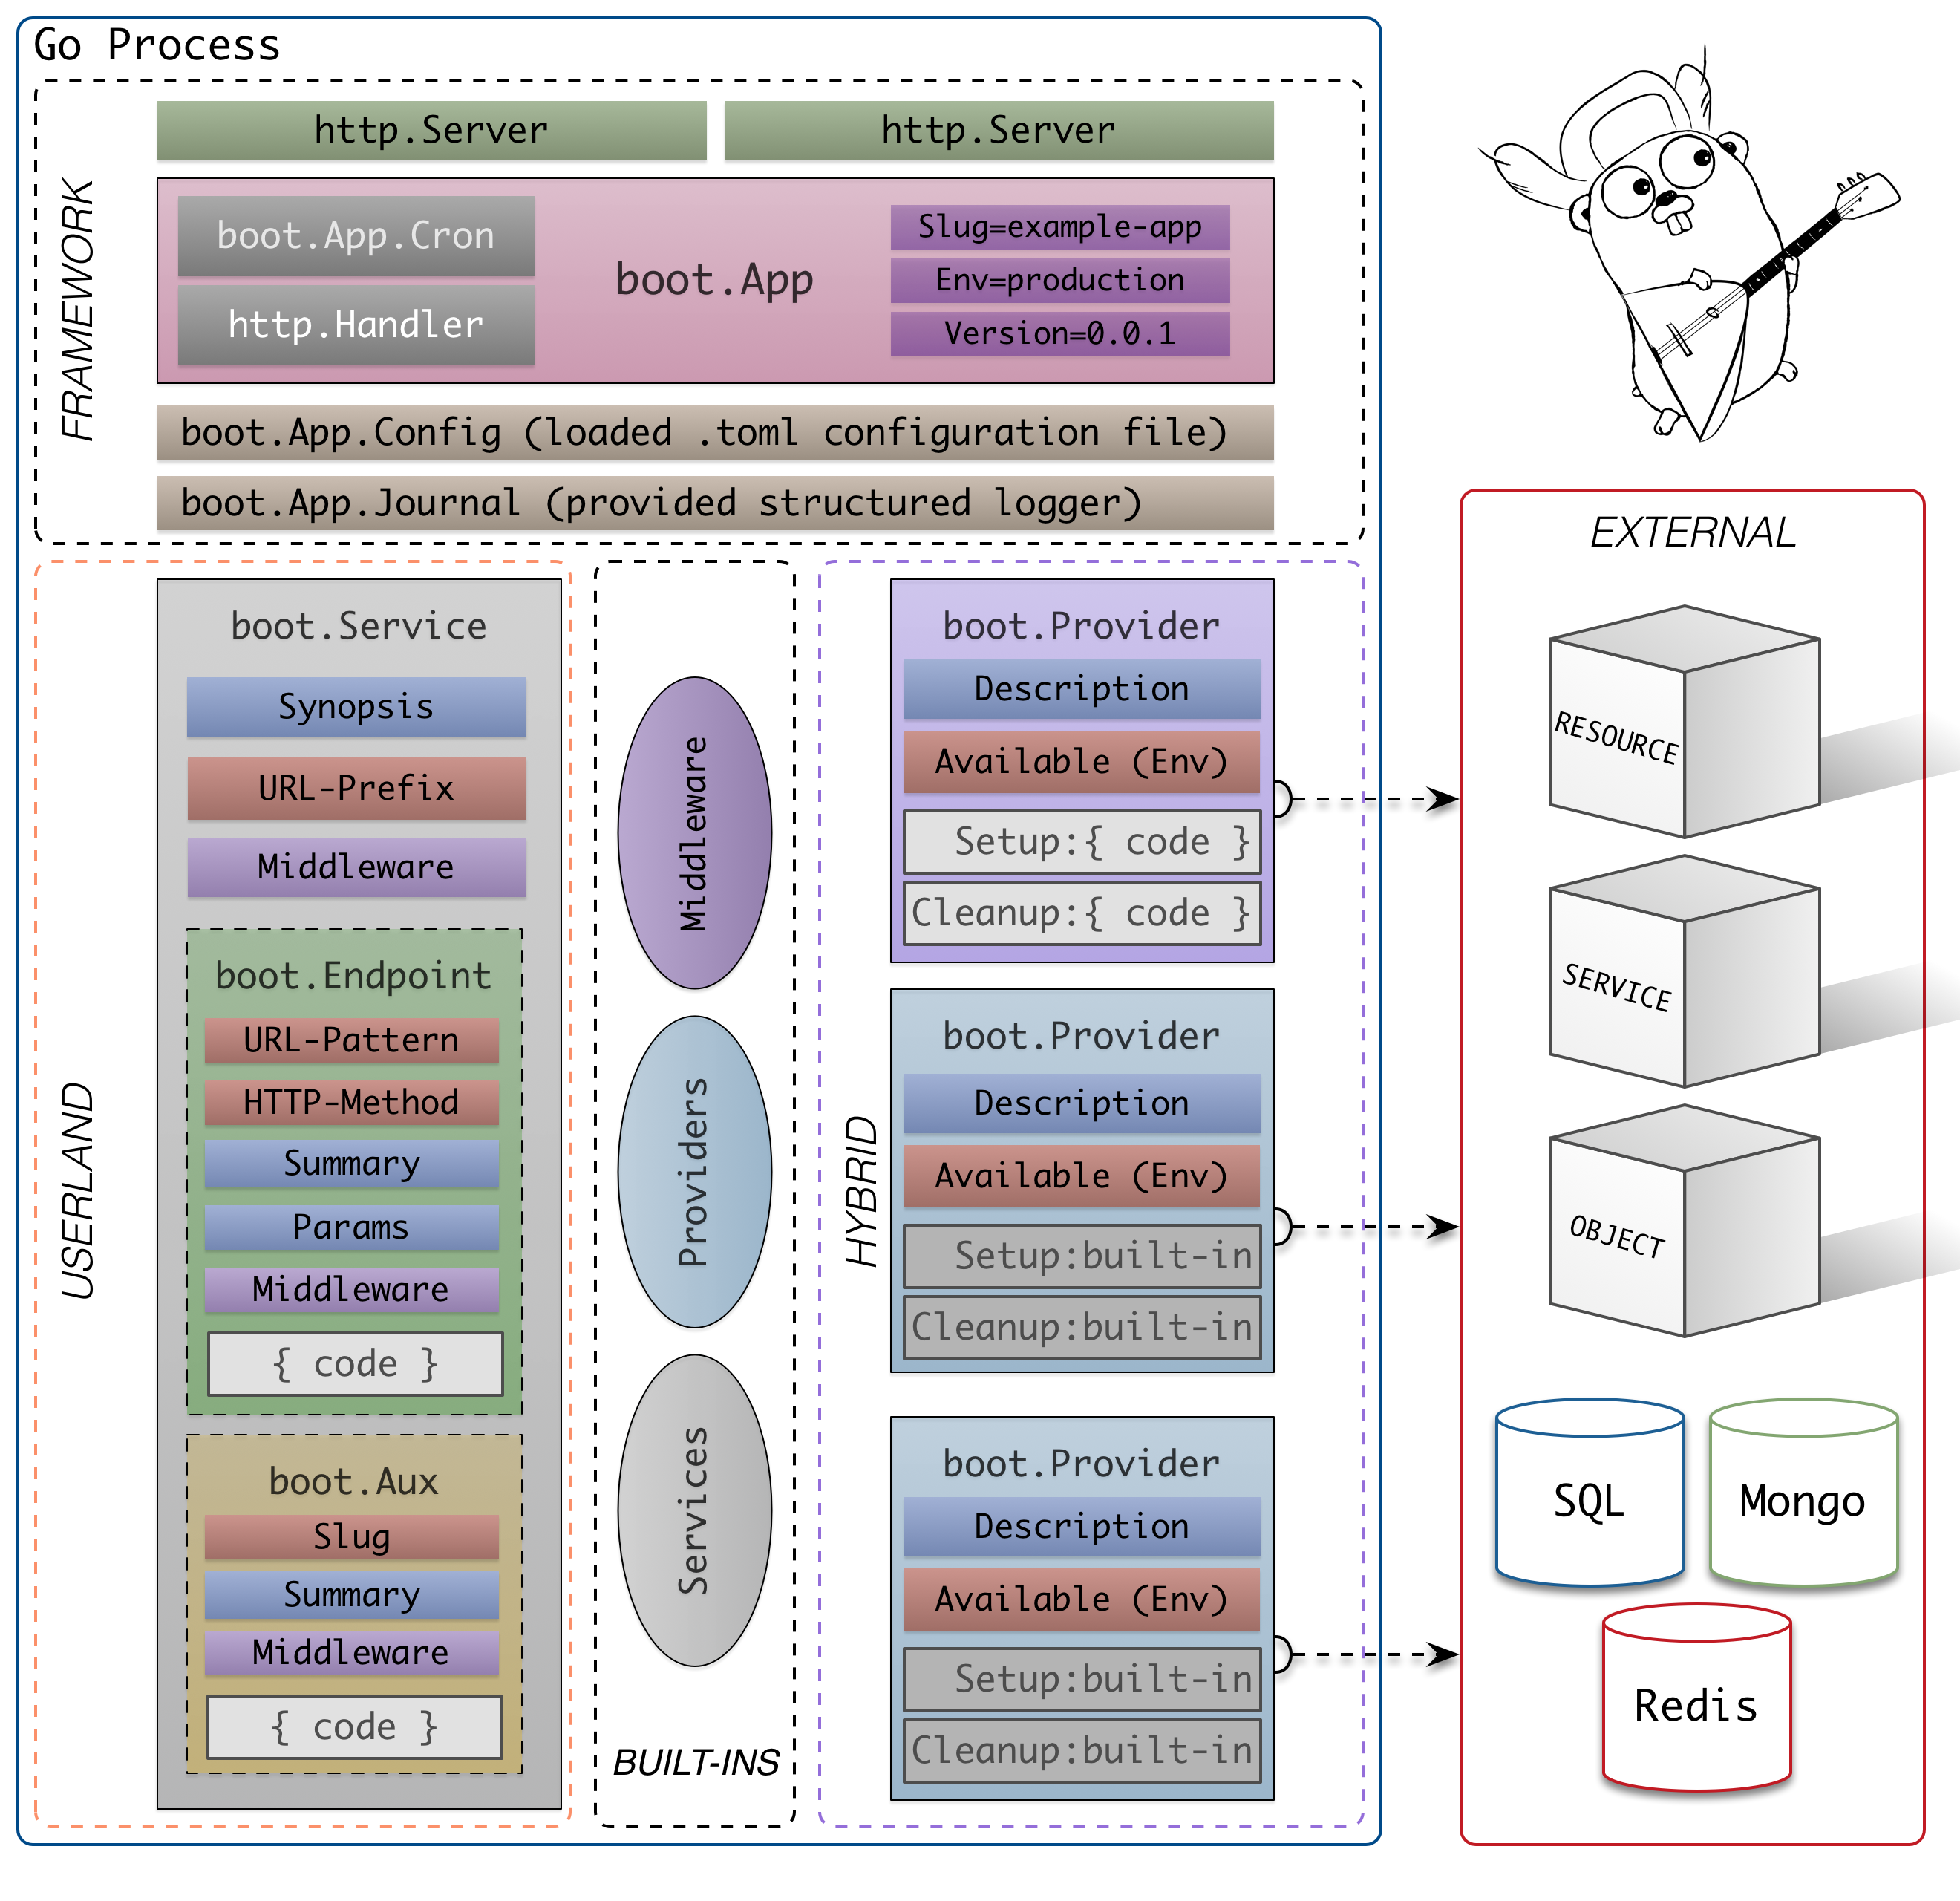 Go Process
FRAMEWORK
http.Server
http.Server
boot.App.Cron
http.Handler
boot.App
Slug=example-app
Env=production
Version=0.0.1
boot.App.Config (loaded .toml configuration file)
boot.App.Journal (provided structured logger)
USERLAND
boot.Service
Synopsis
URL-Prefix
Middleware
boot.Endpoint
URL-Pattern
HTTP-Method
Summary
Params
Middleware
{ code }
boot.Aux
Slug
Summary
Middleware
{ code }
Middleware
Providers
Services
BUILT-INS
HYBRID
boot.Provider
Description
Available (Env)
Setup:{ code }
Cleanup:{ code }
boot.Provider
Description
Available (Env)
Setup:built-in
Cleanup:built-in
boot.Provider
Description
Available (Env)
Setup:built-in
Cleanup:built-in
EXTERNAL
RESOURCE
SERVICE
OBJECT
SQL
Mongo
Redis